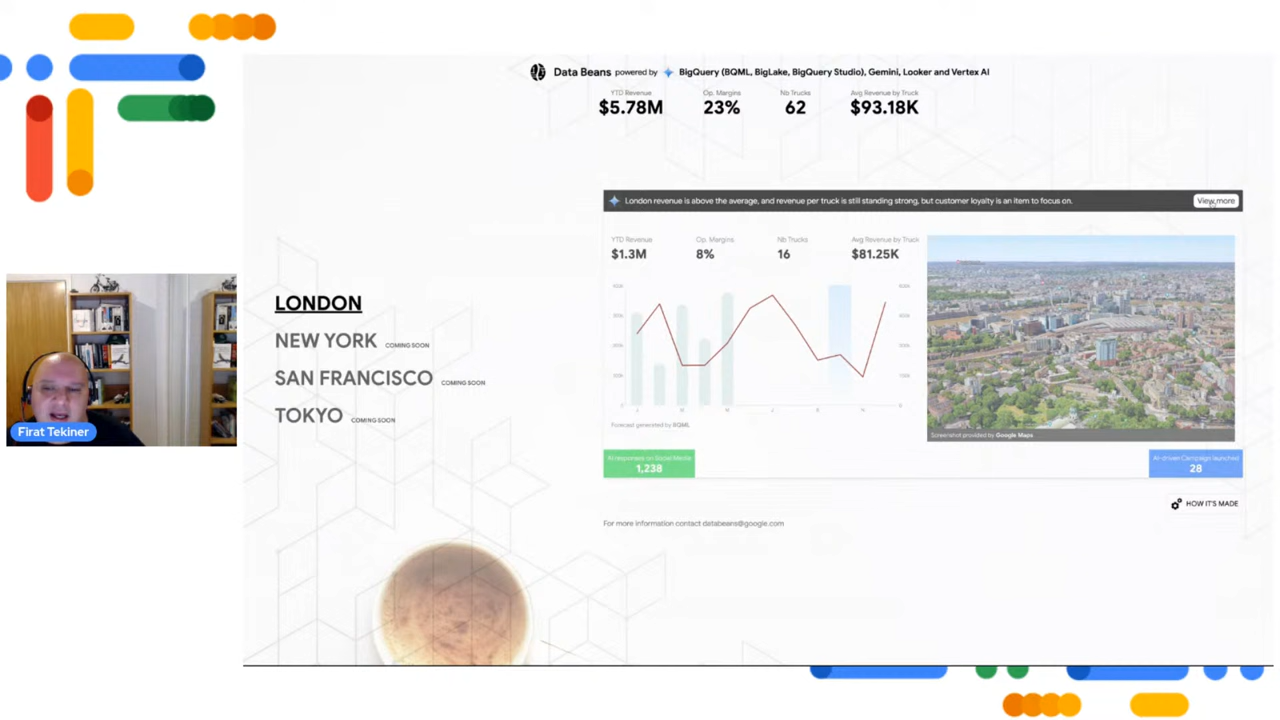 Data Beans powered by BigQuery (BQML, BigLake, BigQuery Studio), Gemini, Looker and Vertex AI
YTD Revenue
$5.78M
Op. Margins
23%
Nb Trucks
62
Avg Revenue by Truck
$93.18K
London revenue is above the average, and revenue per truck is still standing strong, but customer loyalty is an item to focus on.
View more
YTD Revenue
$1.3M
Op. Margins
8%
Nb Trucks
16
Avg Revenue by Truck
$81.25K
LONDON
NEW YORK COMING SOON
SAN FRANCISCO COMING SOON
TOKYO COMING SOON
Forecast generated by BQML
Screenshot provided by Google Maps
AI responses on Social Media
1,238
AI-driven Campaign launched
28
HOW IT'S MADE
For more information contact databeans@google.com
Firat Tekiner